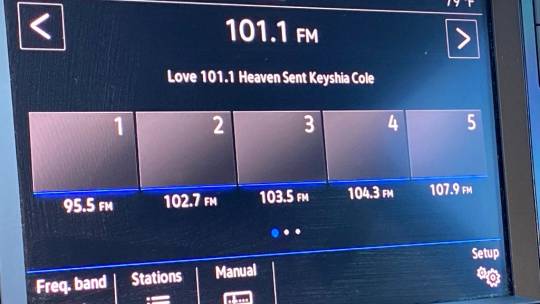 79°F
101.1 FM
Love 101.1 Heaven Sent Keyshia Cole
1 2 3 4 5
95.5 FM 102.7 FM 103.5 FM 104.3 FM 107.9 FM
Setup
Freq. band Stations Manual